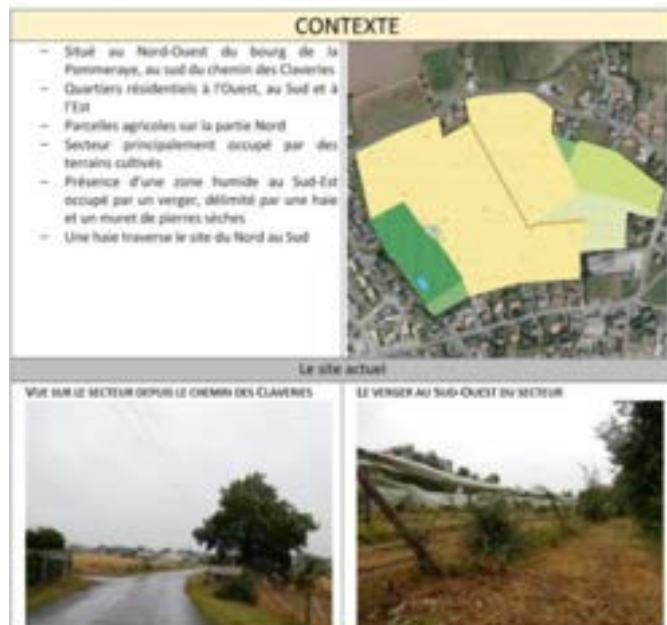 CONTEXTE
– Situé au Nord-Ouest du bourg de la
Pommeraye, au sud du chemin des Claveries
– Quartiers résidentiels à l'Ouest, au Sud et à
l'Est
– Parcelles agricoles sur la partie Nord
– Secteur principalement occupé par des
terrains cultivés
– Présence d'une zone humide au Sud-Est
occupé par un verger, délimité par une haie
et un muret de pierres sèches
– Une haie traverse le site du Nord au Sud
Le site actuel
VUE SUR LE SECTEUR DEPUIS LE CHEMIN DES CLAVERIES
LE VERGER AU SUD-OUEST DU SECTEUR